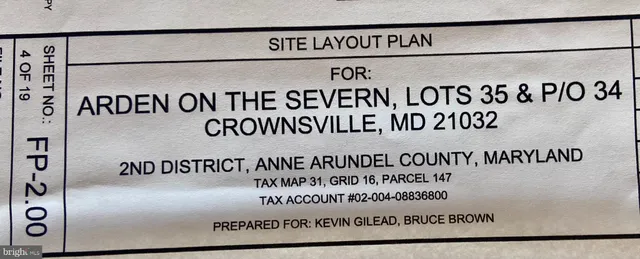 SITE LAYOUT PLAN
FOR:
ARDEN ON THE SEVERN, LOTS 35 & P/O 34
CROWNSVILLE, MD 21032
2ND DISTRICT, ANNE ARUNDEL COUNTY, MARYLAND
TAX MAP 31, GRID 16, PARCEL 147
TAX ACCOUNT #02-004-08836800
PREPARED FOR: KEVIN GILEAD, BRUCE BROWN
SHEET NO.: FP-2.00
4 OF 19
bright MLS